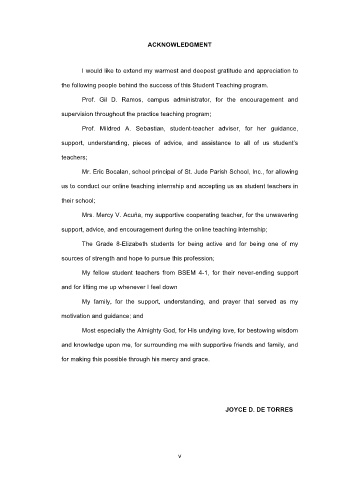 ACKNOWLEDGMENT
I would like to extend my warmest and deepest gratitude and appreciation to
the following people behind the success of this Student Teaching program.
Prof. Gil D. Ramos, campus administrator, for the encouragement and
supervision throughout the practice teaching program;
Prof. Mildred A. Sebastian, student-teacher adviser, for her guidance,
support, understanding, pieces of advice, and assistance to all of us student's
teachers;
Mr. Eric Bocalan, school principal of St. Jude Parish School, Inc., for allowing
us to conduct our online teaching internship and accepting us as student teachers in
their school;
Mrs. Mercy V. Acuña, my supportive cooperating teacher, for the unwavering
support, advice, and encouragement during the online teaching internship;
The Grade 8-Elizabeth students for being active and for being one of my
sources of strength and hope to pursue this profession;
My fellow student teachers from BSEM 4-1, for their never-ending support
and for lifting me up whenever I feel down
My family, for the support, understanding, and prayer that served as my
motivation and guidance; and
Most especially the Almighty God, for His undying love, for bestowing wisdom
and knowledge upon me, for surrounding me with supportive friends and family, and
for making this possible through his mercy and grace.
JOYCE D. DE TORRES
v